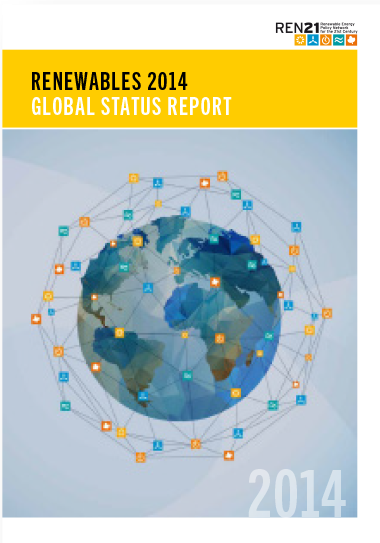 REN21
Renewable Energy
Policy Network
for the 21st Century
RENEWABLES 2014
GLOBAL STATUS REPORT
2014